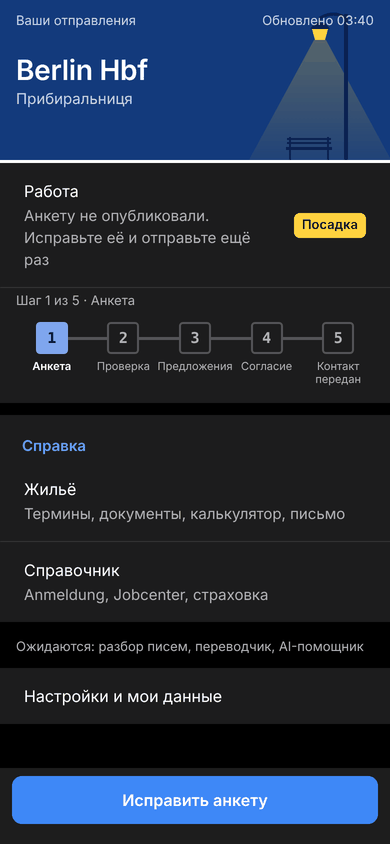 Ваши отправления
Обновлено 03:40
Berlin Hbf
Прибиральниця
Работа
Анкету не опубликовали.
Исправьте её и отправьте ещё
раз
Посадка
Шаг 1 из 5 · Анкета
1
2
3
4
5
Анкета
Проверка
Предложения
Согласие
Контакт
передан
Справка
Жильё
Термины, документы, калькулятор, письмо
Справочник
Anmeldung, Jobcenter, страховка
Ожидаются: разбор писем, переводчик, AI-помощник
Настройки и мои данные
Исправить анкету